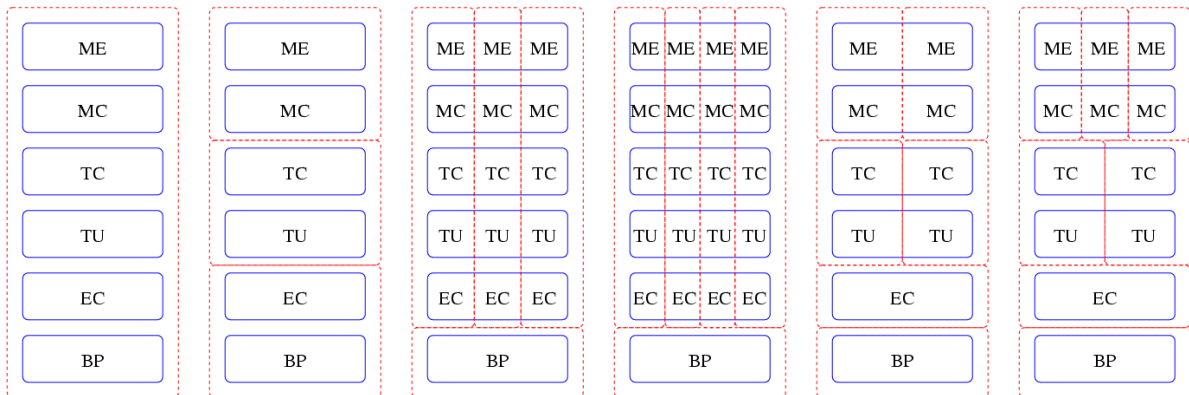 ME ME ME ME ME ME ME ME ME ME ME ME ME ME
MC MC MC MC MC MC MC MC MC MC MC MC MC MC
TC TC TC TC TC TC TC TC TC TC TC TC TC
TU TU TU TU TU TU TU TU TU TU TU TU TU
EC EC EC EC EC EC EC EC EC EC EC
BP BP BP BP BP BP